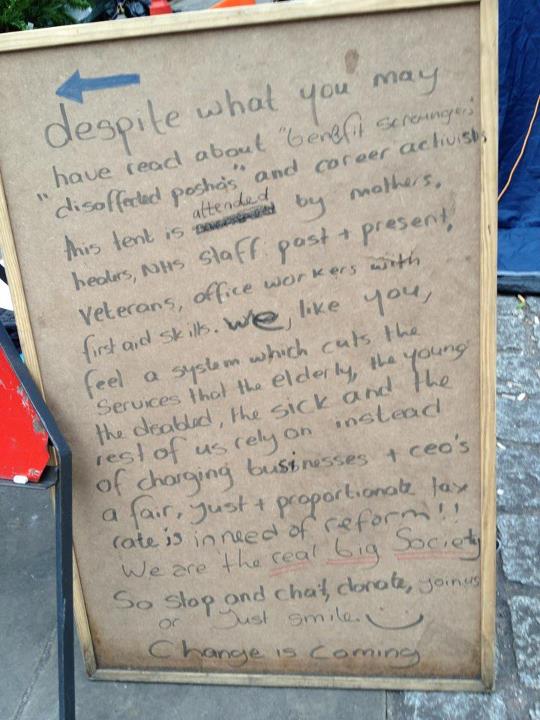 despite what you may
have read about "benefit scroungers"
"disaffected posho's" and career activists
this tent is attended by mothers,
healers, NHS staff past + present,
veterans, office workers with
first aid skills. we, like you,
feel a system which cuts the
services that the elderly, the young
the disabled, the sick and the
rest of us rely on instead
of charging businesses + ceo's
a fair, just + proportionate tax
rate is in need of reform!!
We are the real big Society
So stop and chat, donate, join us
or just smile.
Change is Coming